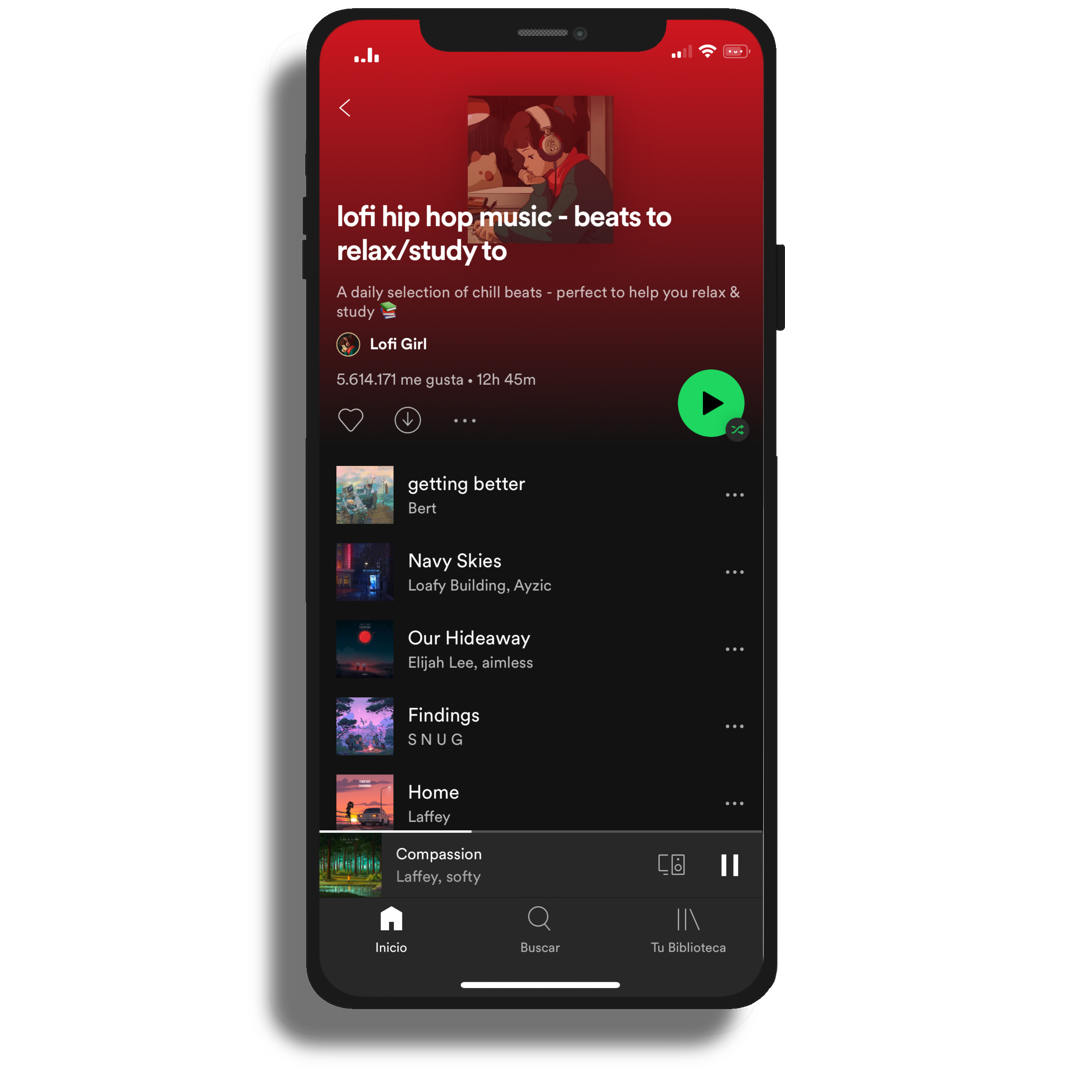 lofi hip hop music - beats to
relax/study to
A daily selection of chill beats - perfect to help you relax &
study 📚
Lofi Girl
5.614.171 me gusta • 12h 45m
getting better
Bert
Navy Skies
Loafy Building, Ayzic
Our Hideaway
Elijah Lee, aimless
Findings
S N U G
Home
Laffey
Compassion
Laffey, softy
Inicio
Buscar
Tu Biblioteca